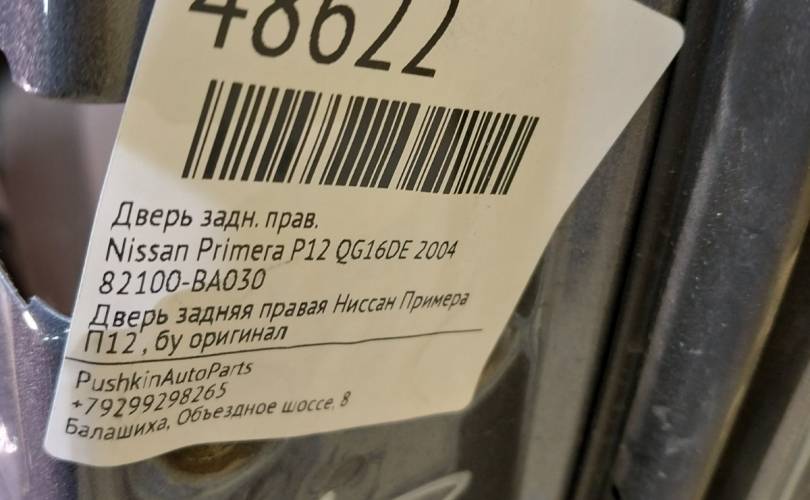 48622
Дверь задн. прав.
Nissan Primera P12 QG16DE 2004
82100-BA030
Дверь задняя правая Ниссан Примера
П12 , бу оригинал
PushkinAutoParts
+79299298265
Балашиха, Объездное шоссе, 8